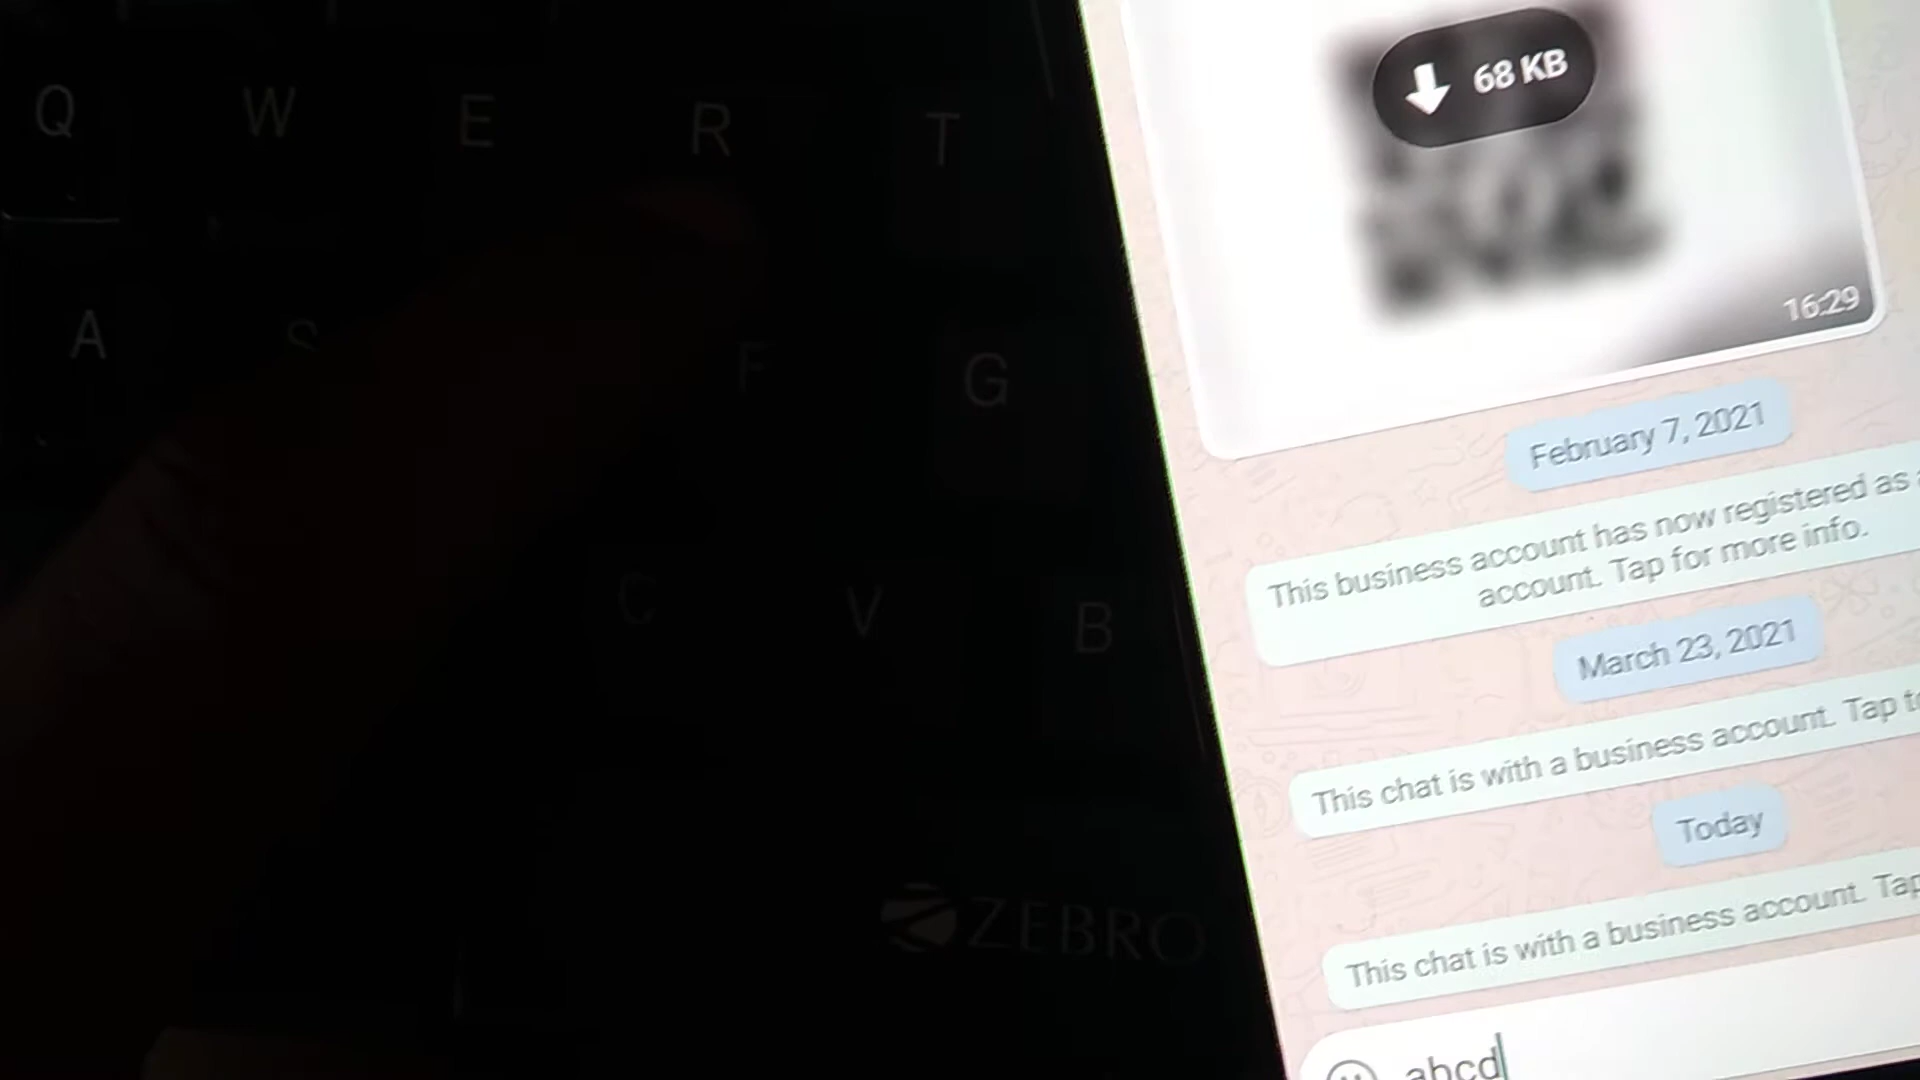 Q W E R T
A S F G
C V B
ZEBRO
68 KB
16:29
February 7, 2021
This business account has now registered as
account. Tap for more info.
March 23, 2021
This chat is with a business account. Tap
Today
This chat is with a business account. Tap
abcd